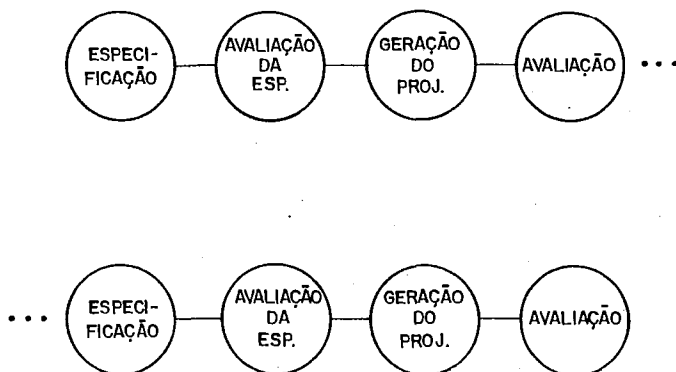 ESPECI-
FICAÇÃO
AVALIAÇÃO
DA
ESP.
GERAÇÃO
DO
PROJ.
AVALIAÇÃO
...
...
ESPECI-
FICAÇÃO
AVALIAÇÃO
DA
ESP.
GERAÇÃO
DO
PROJ.
AVALIAÇÃO